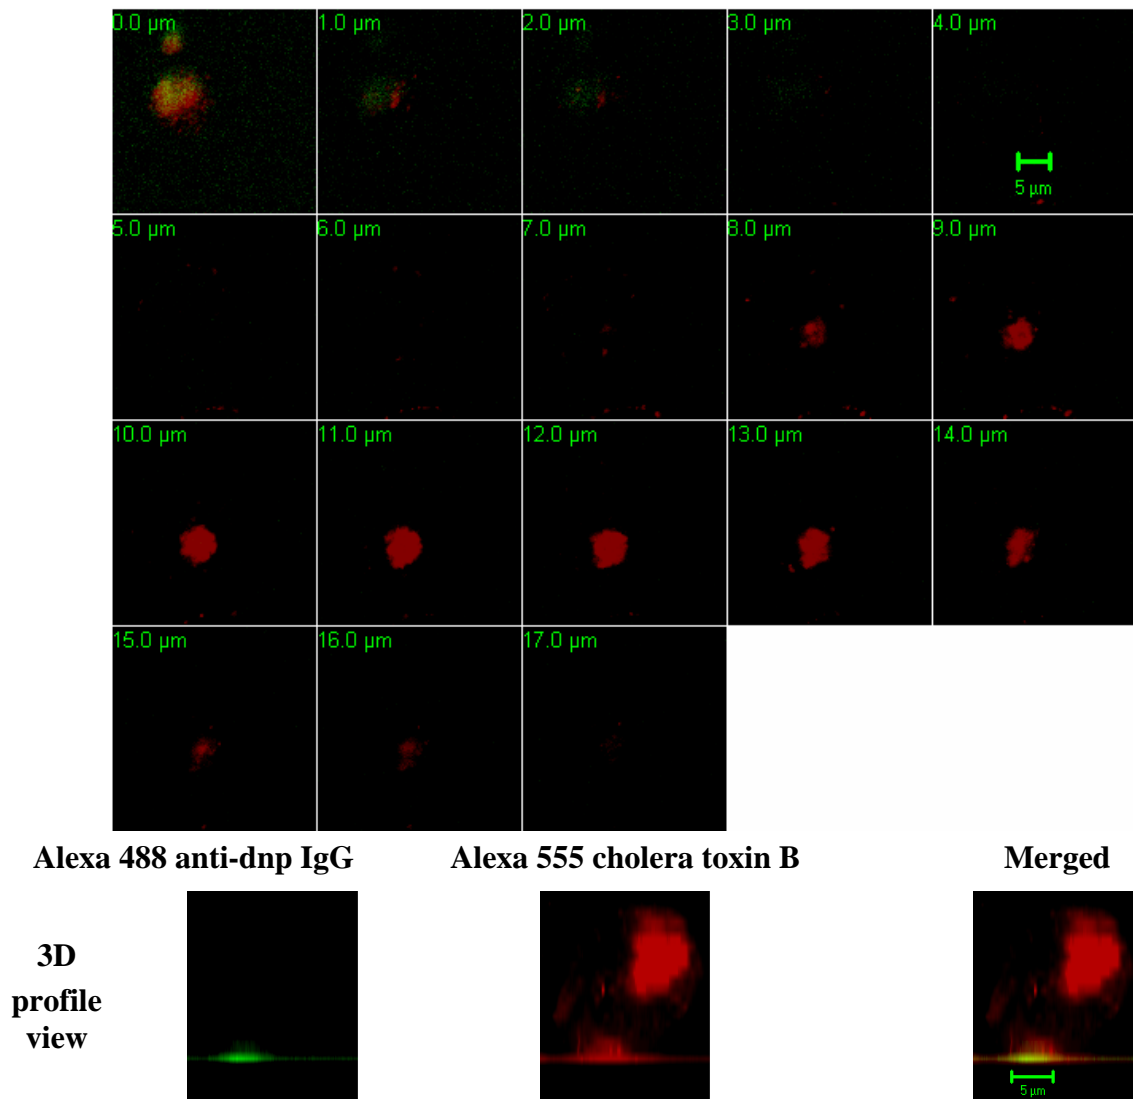 0.0 µm 1.0 µm 2.0 µm 3.0 µm 4.0 µm
5 µm
5.0 µm 6.0 µm 7.0 µm 8.0 µm 9.0 µm
10.0 µm 11.0 µm 12.0 µm 13.0 µm 14.0 µm
15.0 µm 16.0 µm 17.0 µm
Alexa 488 anti-dnp IgG Alexa 555 cholera toxin B Merged
3D
profile
view
5 µm